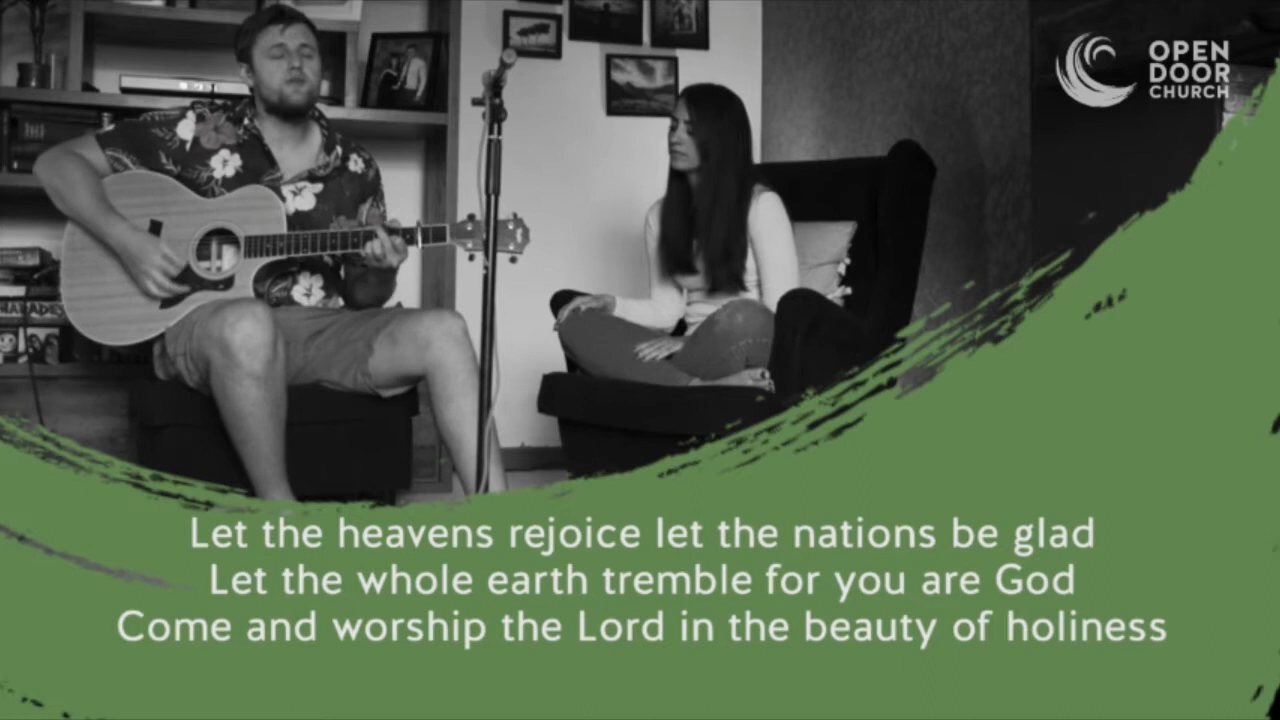 OPEN
DOOR
CHURCH
Let the heavens rejoice let the nations be glad
Let the whole earth tremble for you are God
Come and worship the Lord in the beauty of holiness